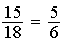 15/18 = 5/6